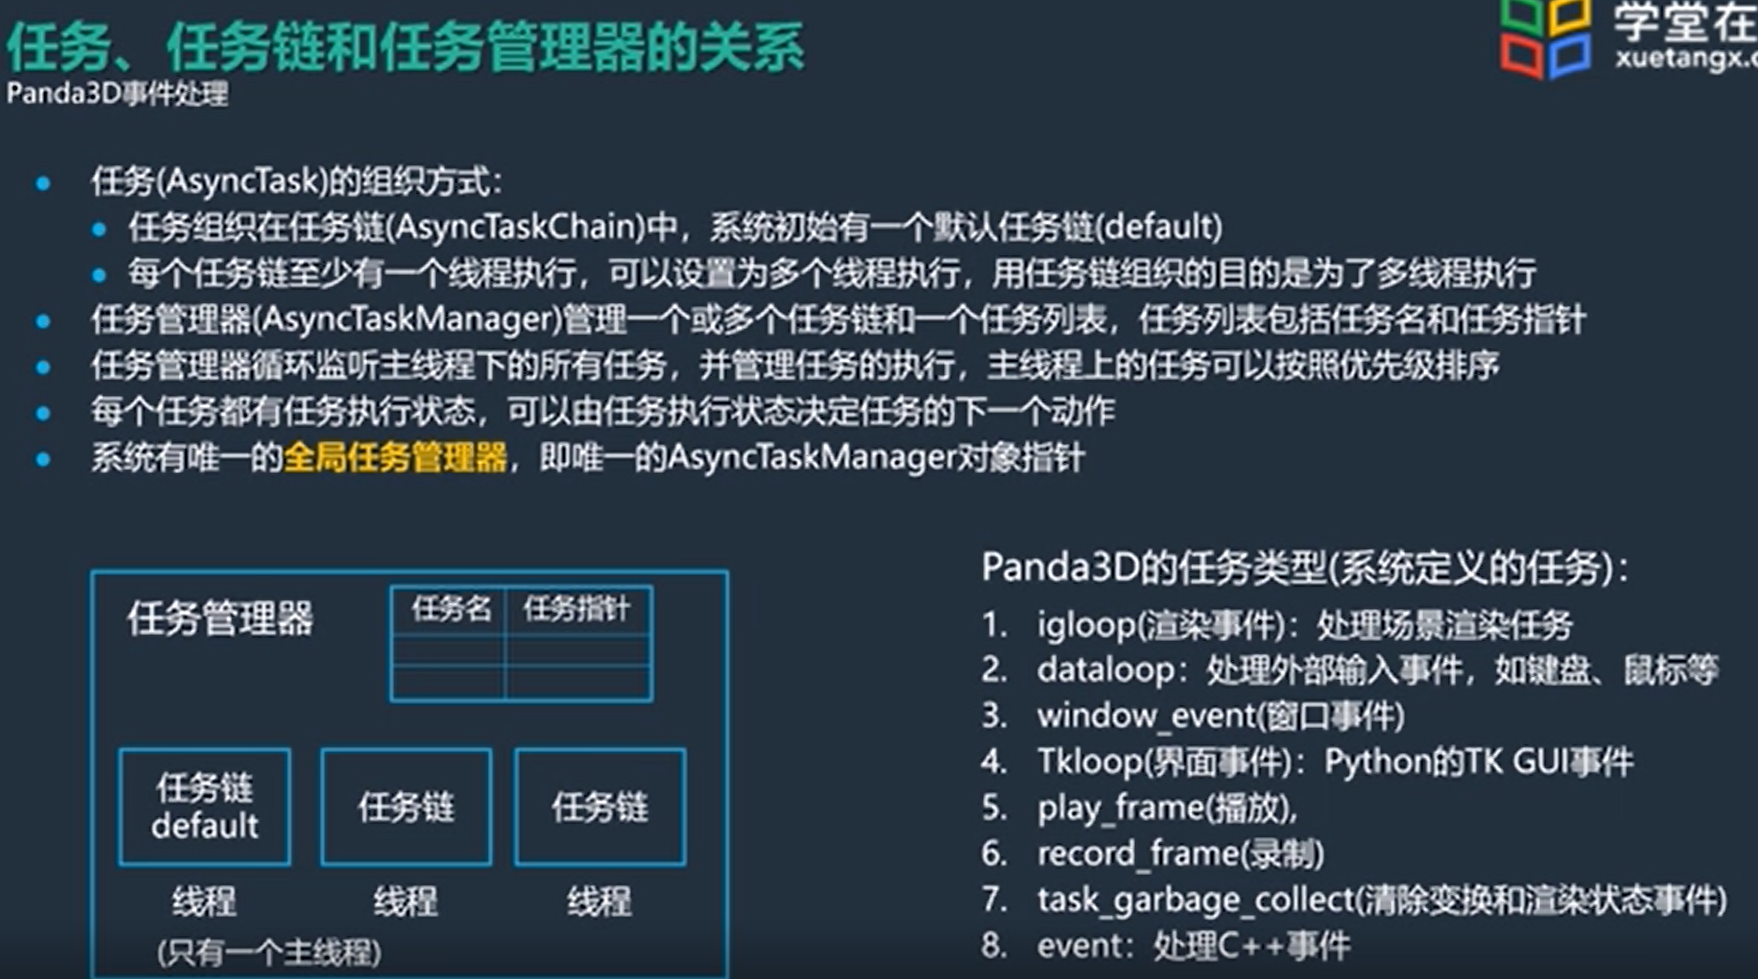 任务、任务链和任务管理器的关系
Panda3D事件处理
学堂在
xuetangx.c
任务(AsyncTask)的组织方式：
任务组织在任务链(AsyncTaskChain)中，系统初始有一个默认任务链(default)
每个任务链至少有一个线程执行，可以设置为多个线程执行，用任务链组织的目的是为了多线程执行
任务管理器(AsyncTaskManager)管理一个或多个任务链和一个任务列表，任务列表包括任务名和任务指针
任务管理器循环监听主线程下的所有任务，并管理任务的执行，主线程上的任务可以按照优先级排序
每个任务都有任务执行状态，可以由任务执行状态决定任务的下一个动作
系统有唯一的全局任务管理器，即唯一的AsyncTaskManager对象指针
任务管理器
任务名 任务指针
任务链
default
任务链
任务链
线程
线程
线程
(只有一个主线程)
Panda3D的任务类型(系统定义的任务)：
1. igloop(渲染事件)：处理场景渲染任务
2. dataloop：处理外部输入事件，如键盘、鼠标等
3. window_event(窗口事件)
4. Tkloop(界面事件)：Python的TK GUI事件
5. play_frame(播放),
6. record_frame(录制)
7. task_garbage_collect(清除变换和渲染状态事件)
8. event：处理C++事件